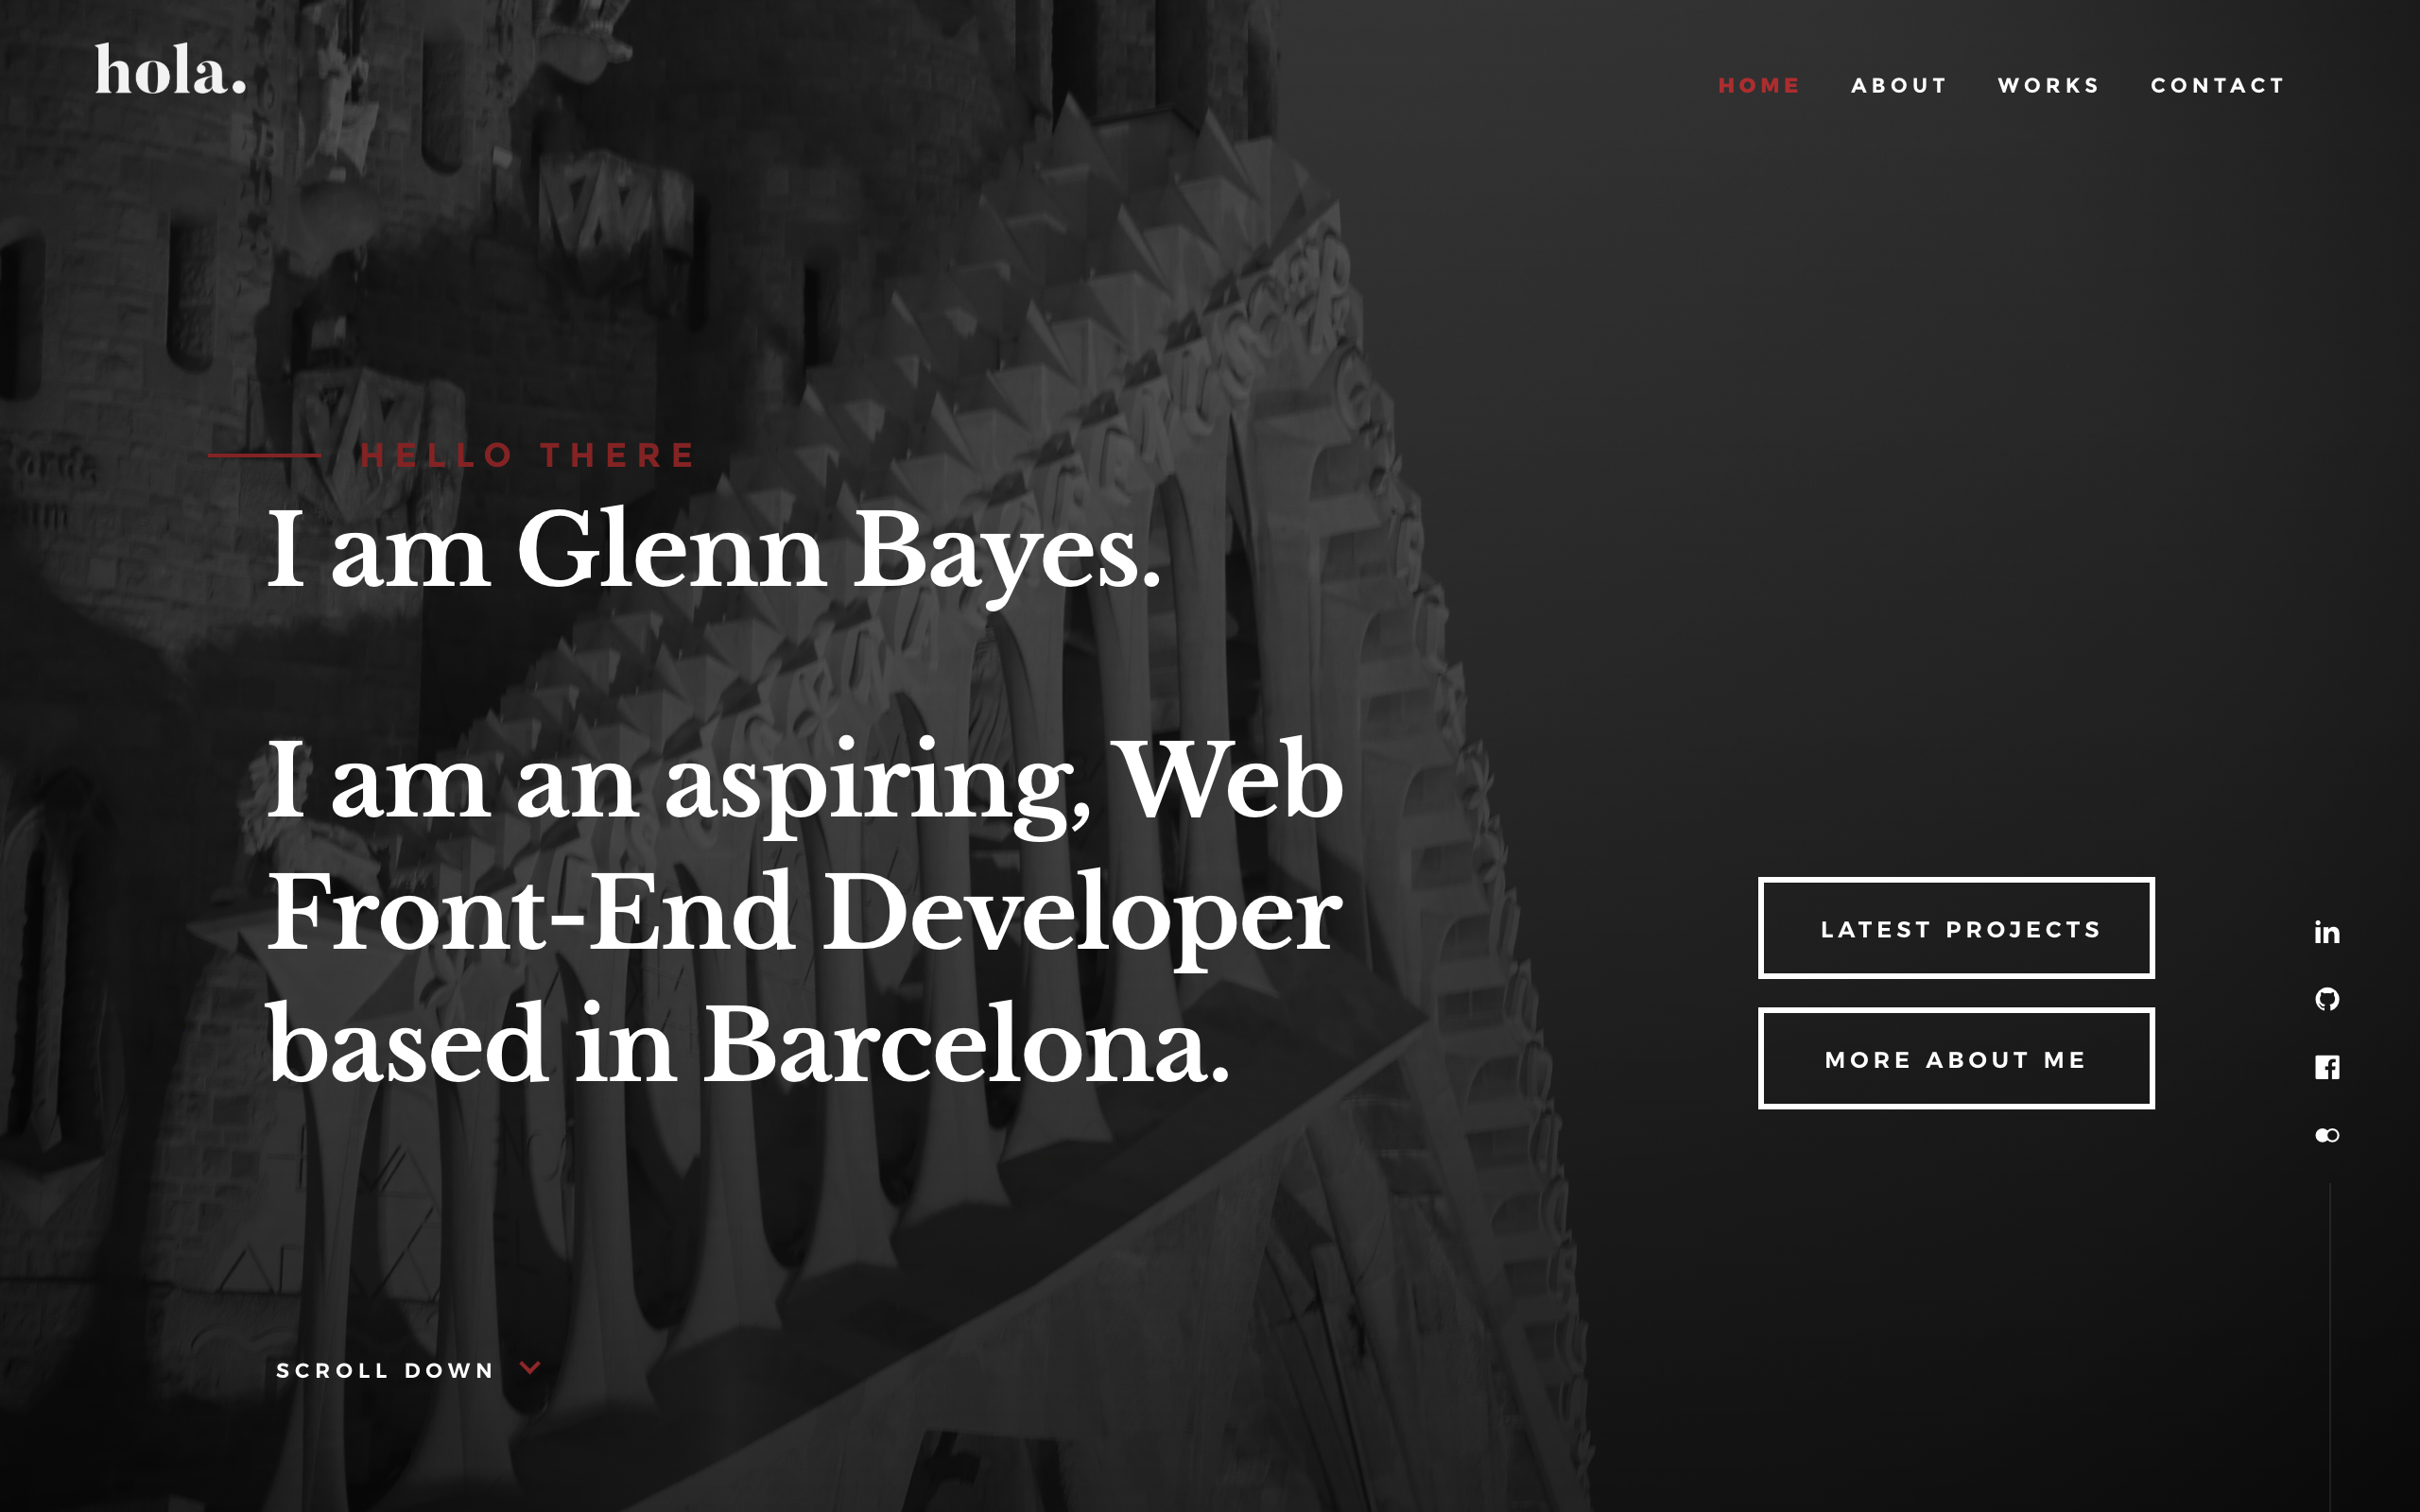 hola.
HOME ABOUT WORKS CONTACT
HELLO THERE
I am Glenn Bayes.
I am an aspiring, Web
Front-End Developer
based in Barcelona.
LATEST PROJECTS
MORE ABOUT ME
SCROLL DOWN